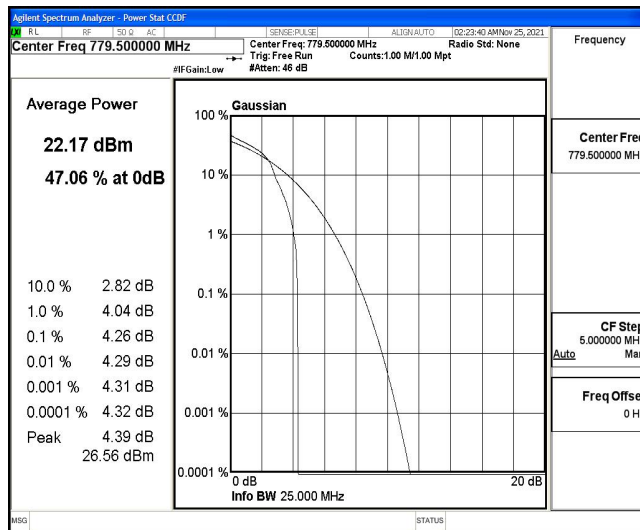 Agilent Spectrum Analyzer - Power Stat CCDF
RL RF 50 Ω AC SENSE:PULSE ALIGN AUTO 02:23:40 AM Nov 25, 2021
Center Freq 779.500000 MHz
Center Freq: 779.500000 MHz Radio Std: None
Trig: Free Run Counts:1.00 M/1.00 Mpt
#IFGain:Low #Atten: 46 dB
Frequency
Average Power
22.17 dBm
47.06 % at 0dB
10.0 % 2.82 dB
1.0 % 4.04 dB
0.1 % 4.26 dB
0.01 % 4.29 dB
0.001 % 4.31 dB
0.0001 % 4.32 dB
Peak 4.39 dB
26.56 dBm
Gaussian
100 %
10 %
1 %
0.1 %
0.01 %
0.001 %
0.0001 %
0 dB 20 dB
Info BW 25.000 MHz
Center Fre
779.500000 MH
CF Step
5.000000 MH
Auto Ma
Freq Offse
0 H
MSG STATUS